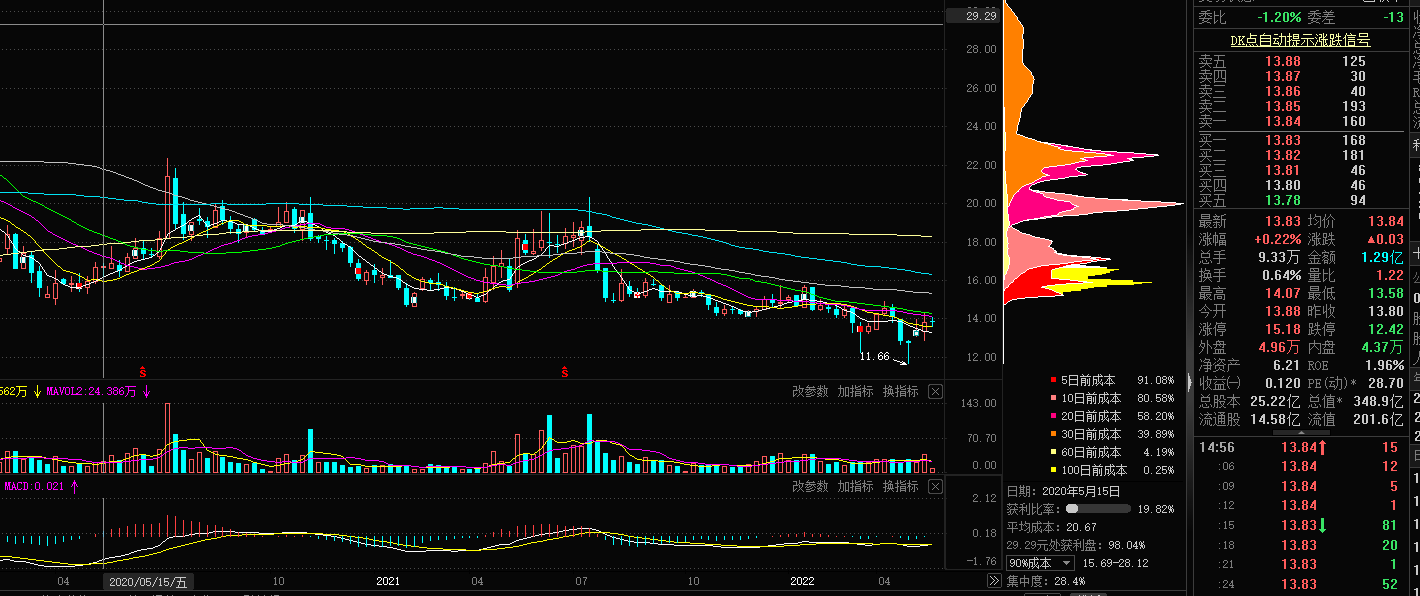 29.29
28.00
26.00
24.00
22.00
20.00
18.00
16.00
14.00
12.00
11.66
S
S
562万 MAVOL2:24.386万
改参数 加指标 换指标
143.00
70.70
0.00
MACD:0.021
改参数 加指标 换指标
2.12
0.18
-1.76
04 2020/05/15/五 10 2021 04 07 10 2022 04
5日前成本 91.08%
10日前成本 80.58%
20日前成本 58.20%
30日前成本 39.89%
60日前成本 4.19%
100日前成本 0.25%
日期: 2020年5月15日
获利比率: 19.82%
平均成本: 20.67
29.29元处获利盘: 98.04%
90%成本 15.69-28.12
集中度: 28.4%
委比 -1.20% 委差 -13
DK点自动提示涨跌信号
卖五 13.88 125
卖四 13.87 30
卖三 13.86 40
卖二 13.85 193
卖一 13.84 160
买一 13.83 168
买二 13.82 181
买三 13.81 46
买四 13.80 46
买五 13.78 94
最新 13.83 均价 13.84
涨幅 +0.22% 涨跌 ▲0.03
总手 9.33万 金额 1.29亿
换手 0.64% 量比 1.22
最高 14.07 最低 13.58
今开 13.88 昨收 13.80
涨停 15.18 跌停 12.42
外盘 4.96万 内盘 4.37万
净资产 6.21 ROE 1.96%
收益㈠ 0.120 PE(动)* 28.70
总股本 25.22亿 总值* 348.9亿
流通股 14.58亿 流值 201.6亿
14:56 13.84 15
:06 13.84 12
:09 13.84 5
:12 13.84 1
:15 13.83 81
:18 13.83 20
:21 13.83 1
:24 13.83 52